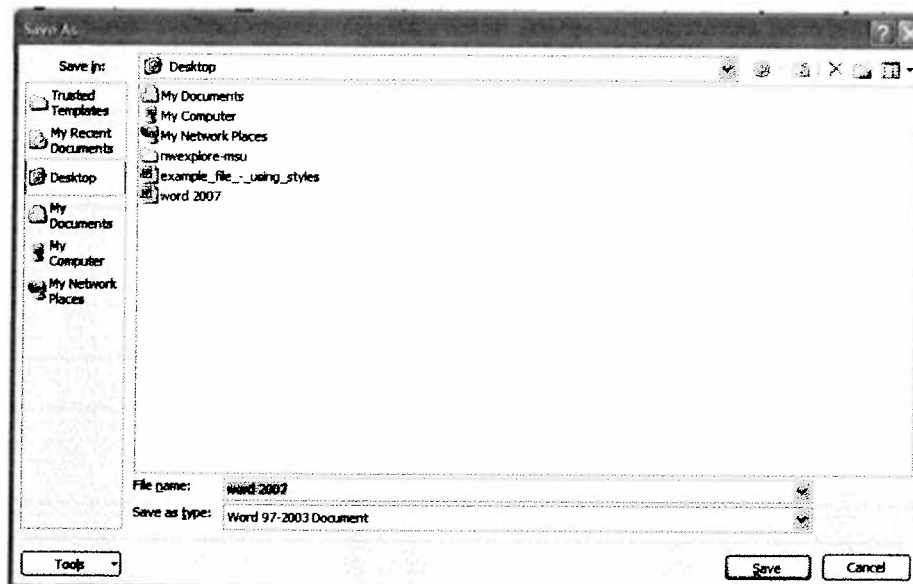 Save As
Save in:
Desktop
Trusted
Templates
My Recent
Documents
Desktop
My
Documents
My
Computer
My Network
Places
My Documents
My Computer
My Network Places
nwexplore-msu
example_file_-_using_styles
word 2007
File name:
word 2007
Save as type:
Word 97-2003 Document
Tools
Save
Cancel